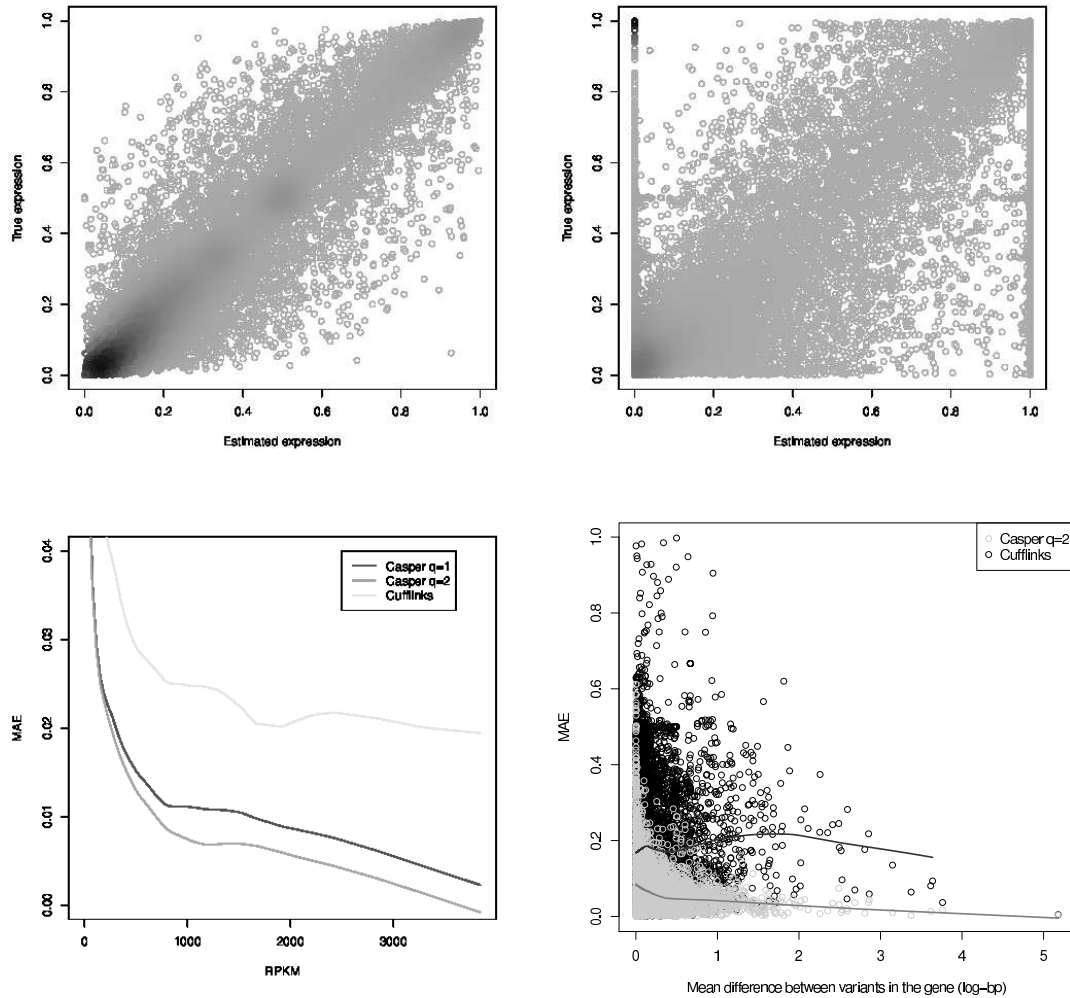 1.0
0.8
0.6
0.4
0.2
0.0
True expression
0.0 0.2 0.4 0.6 0.8 1.0
Estimated expression
1.0
0.8
0.6
0.4
0.2
0.0
True expression
0.0 0.2 0.4 0.6 0.8 1.0
Estimated expression
0.04
0.03
0.02
0.01
0.00
MAE
Casper q=1
Casper q=2
Cufflinks
0 1000 2000 3000
RPKM
1.0
0.8
0.6
0.4
0.2
0.0
MAE
Casper q=2
Cufflinks
0 1 2 3 4 5
Mean difference between variants in the gene (log−bp)